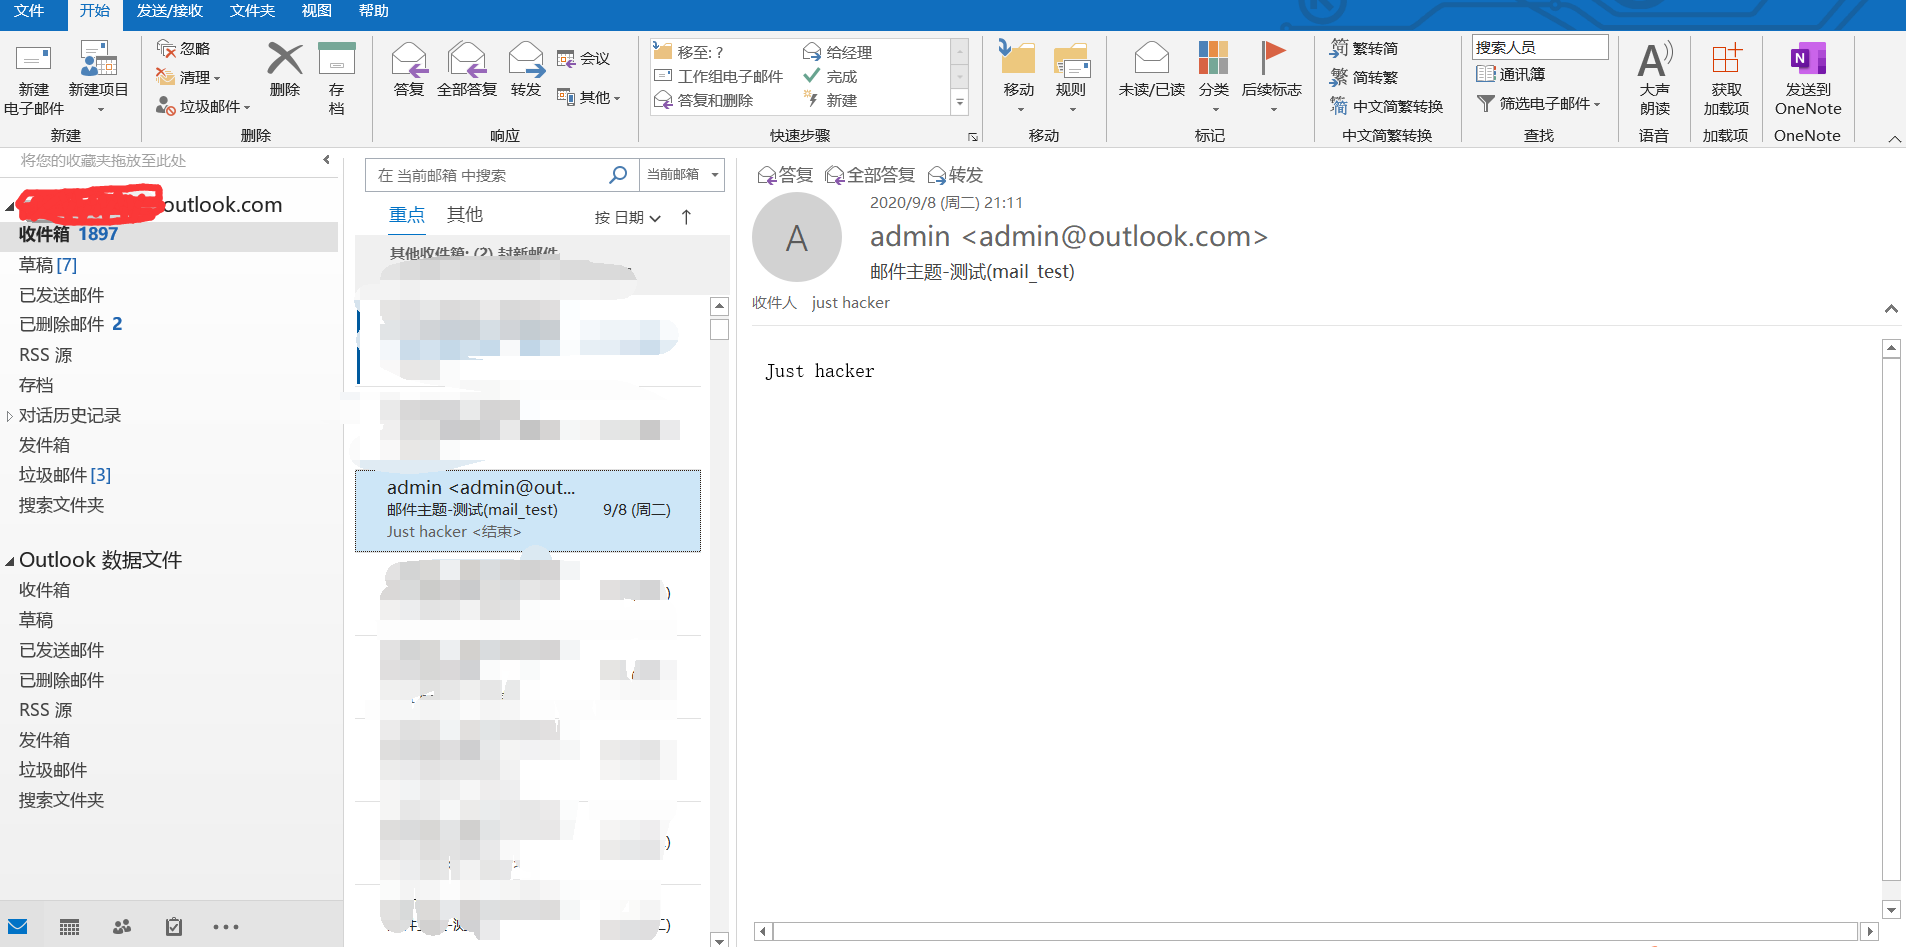 文件 开始 发送/接收 文件夹 视图 帮助
新建
电子邮件
新建项目
新建
忽略
清理
垃圾邮件
删除
存
档
删除
答复 全部答复 转发
会议
其他
响应
移至: ?
工作组电子邮件
答复和删除
给经理
完成
新建
快速步骤
移动 规则
移动
未读/已读 分类 后续标志
标记
繁转简
简转繁
中文简繁转换
中文简繁转换
搜索人员
通讯簿
筛选电子邮件
查找
大声
朗读
语音
获取
加载项
加载项
发送到
OneNote
OneNote
将您的收藏夹拖放至此处
outlook.com
收件箱 1897
草稿 [7]
已发送邮件
已删除邮件 2
RSS 源
存档
对话历史记录
发件箱
垃圾邮件 [3]
搜索文件夹
Outlook 数据文件
收件箱
草稿
已发送邮件
已删除邮件
RSS 源
发件箱
垃圾邮件
搜索文件夹
在 当前邮箱 中搜索 当前邮箱
重点 其他 按 日期 ↑
其他收件箱: (2) 封新邮件
admin <admin@out...
邮件主题-测试(mail_test) 9/8 (周二)
Just hacker <结束>
答复 全部答复 转发
2020/9/8 (周二) 21:11
A
admin <admin@outlook.com>
邮件主题-测试(mail_test)
收件人 just hacker
Just hacker